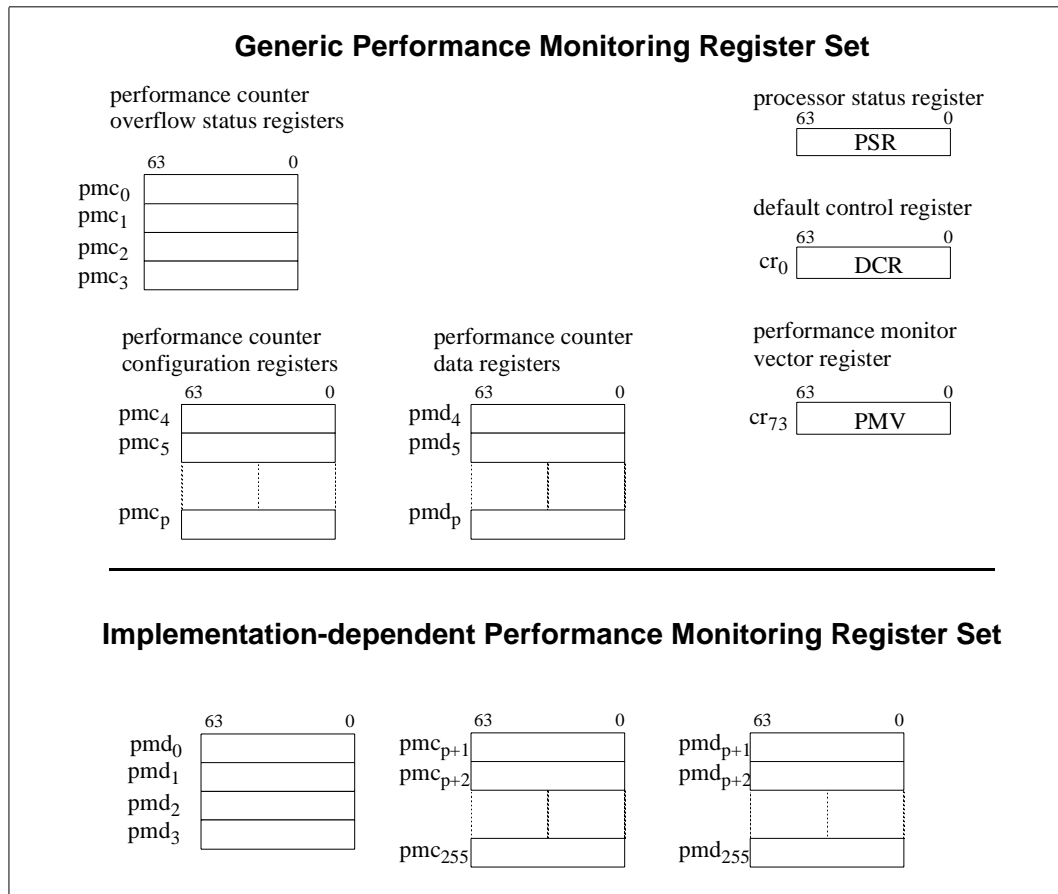 Generic Performance Monitoring Register Set
performance counter
overflow status registers
63 0
pmc0
pmc1
pmc2
pmc3
processor status register
63 0
PSR
default control register
63 0
cr0 DCR
performance monitor
vector register
63 0
cr73 PMV
performance counter
configuration registers
63 0
pmc4
pmc5
pmcp
performance counter
data registers
63 0
pmd4
pmd5
pmdp
Implementation-dependent Performance Monitoring Register Set
63 0
pmd0
pmd1
pmd2
pmd3
63 0
pmcp+1
pmcp+2
pmc255
63 0
pmdp+1
pmdp+2
pmd255